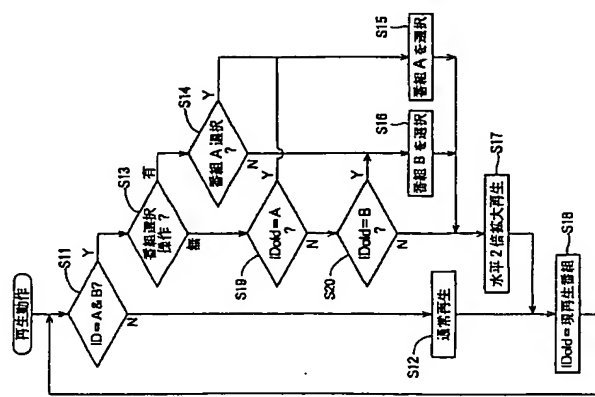 再生動作
S11
ID=A&B?
Y
N
S13
番組選択
操作?
有
無
S14
番組A選択
?
Y
N
S19
IDold=A
?
Y
N
S20
IDold=B
?
Y
N
S15
番組Aを選択
S16
番組Bを選択
S12
通常再生
S17
水平2倍拡大再生
S18
IDold=現再生番組